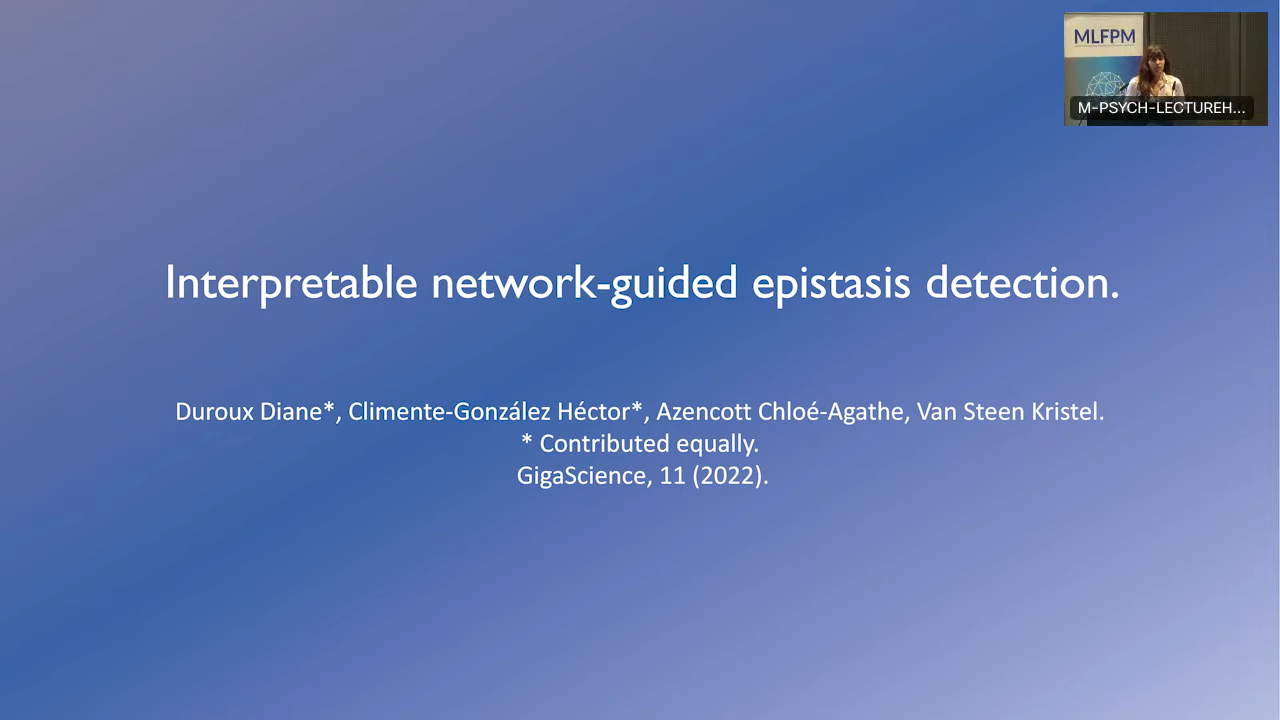 MLFPM
M-PSYCH-LECTUREH...
Interpretable network-guided epistasis detection.
Duroux Diane*, Climente-González Héctor*, Azencott Chloé-Agathe, Van Steen Kristel.
* Contributed equally.
GigaScience, 11 (2022).